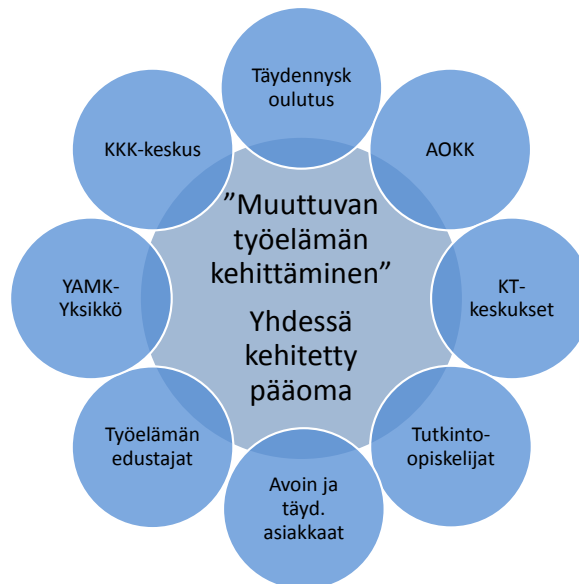 Täydennysk
oulutus
AOKK
KT-
keskukset
Tutkinto-
opiskelijat
Avoin ja
täyd.
asiakkaat
Työelämän
edustajat
YAMK-
Yksikkö
KKK-keskus
”Muuttuvan
työelämän
kehittäminen”
Yhdessä
kehitetty
pääoma